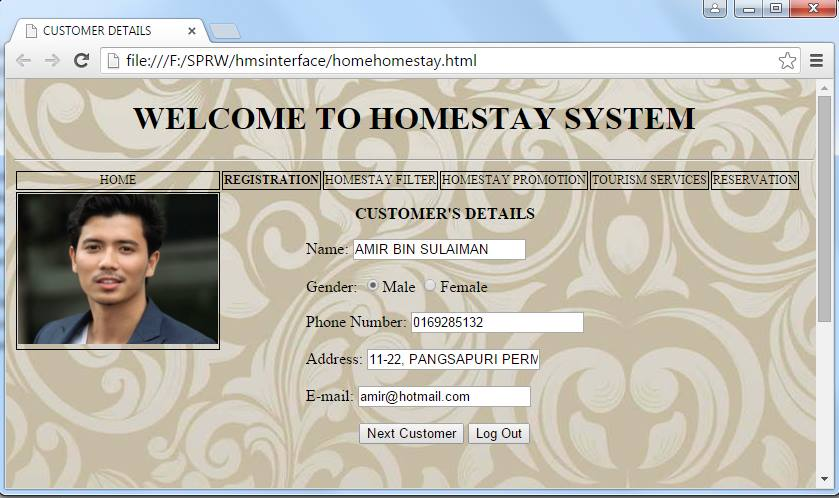 CUSTOMER DETAILS
file:///F:/SPRW/hmsinterface/homehomestay.html
WELCOME TO HOMESTAY SYSTEM
HOME REGISTRATION HOMESTAY FILTER HOMESTAY PROMOTION TOURISM SERVICES RESERVATION
CUSTOMER'S DETAILS
Name: AMIR BIN SULAIMAN
Gender: Male Female
Phone Number: 0169285132
Address: 11-22, PANGSAPURI PERM
E-mail: amir@hotmail.com
Next Customer Log Out